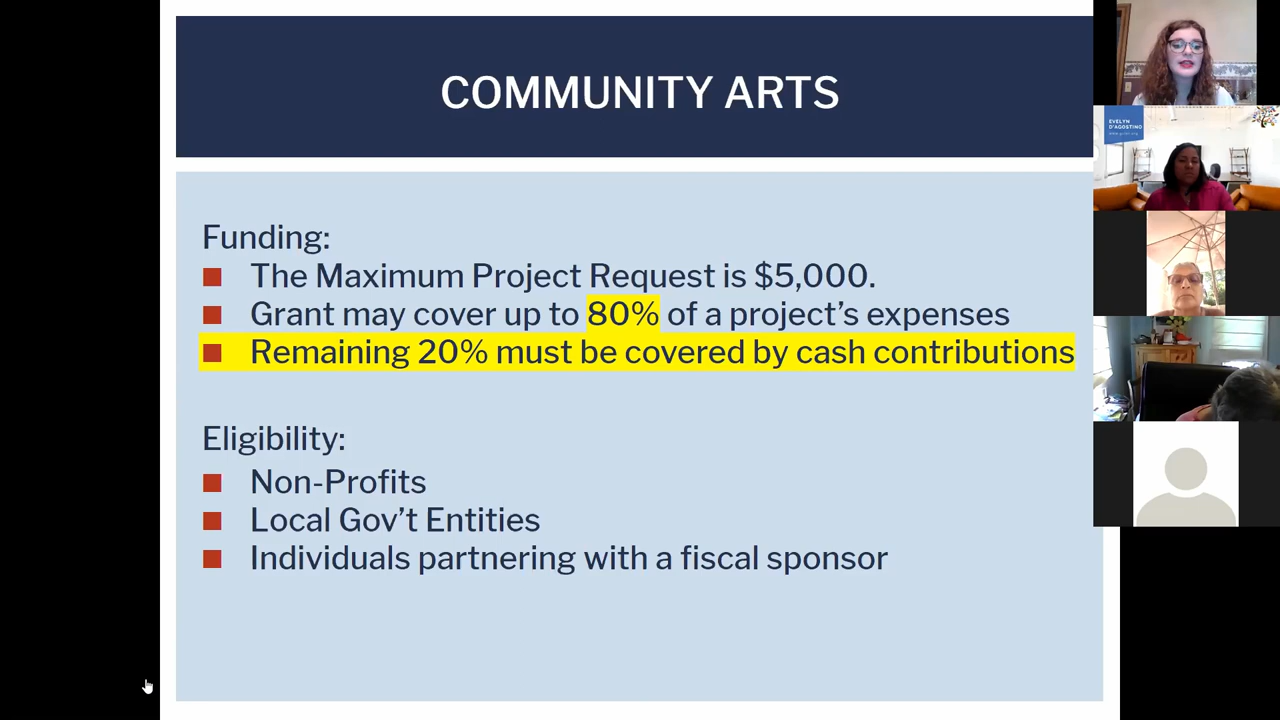 COMMUNITY ARTS
Funding:
The Maximum Project Request is $5,000.
Grant may cover up to 80% of a project’s expenses
Remaining 20% must be covered by cash contributions
Eligibility:
Non-Profits
Local Gov’t Entities
Individuals partnering with a fiscal sponsor
EVELYN
D'AGOSTINO